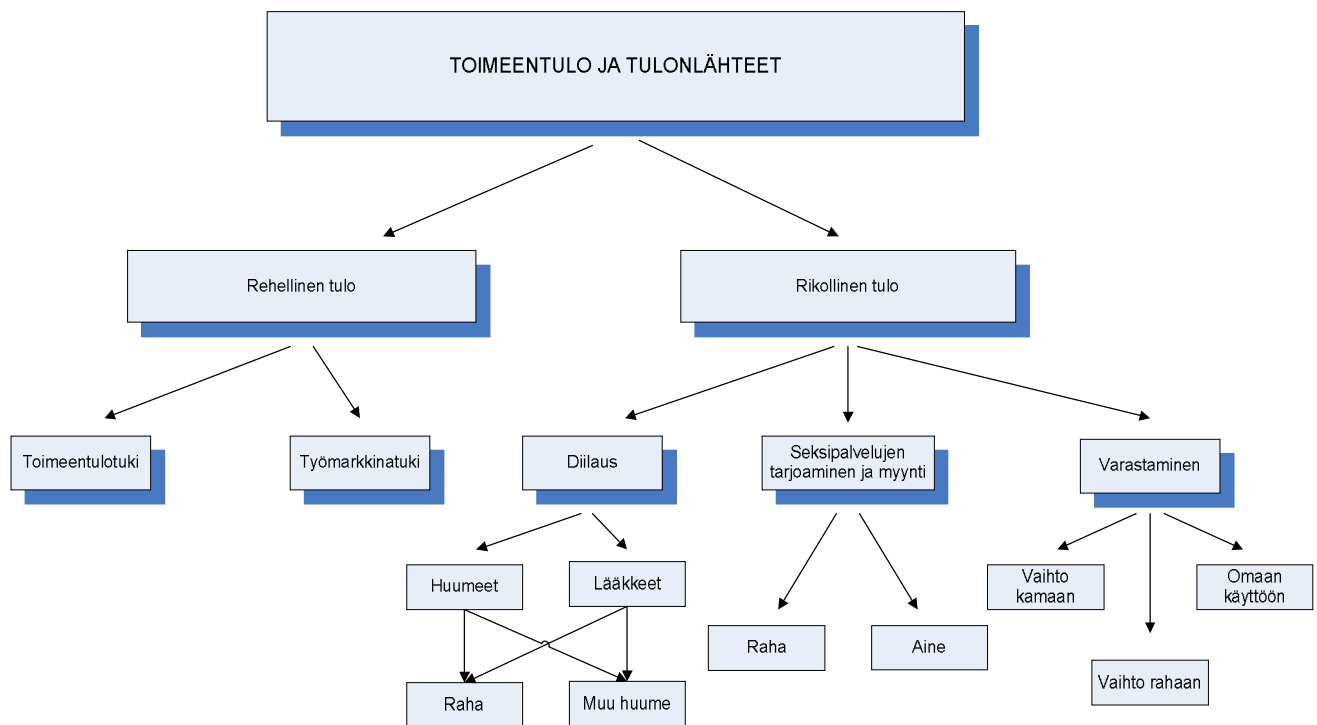 TOIMEENTULO JA TULONLÄHTEET
Rehellinen tulo
Rikollinen tulo
Toimeentulotuki
Työmarkkinatuki
Diilaus
Seksipalvelujen
tarjoaminen ja myynti
Varastaminen
Huumeet
Lääkkeet
Vaihto
kamaan
Omaan
käyttöön
Raha
Aine
Raha
Muu huume
Vaihto rahaan